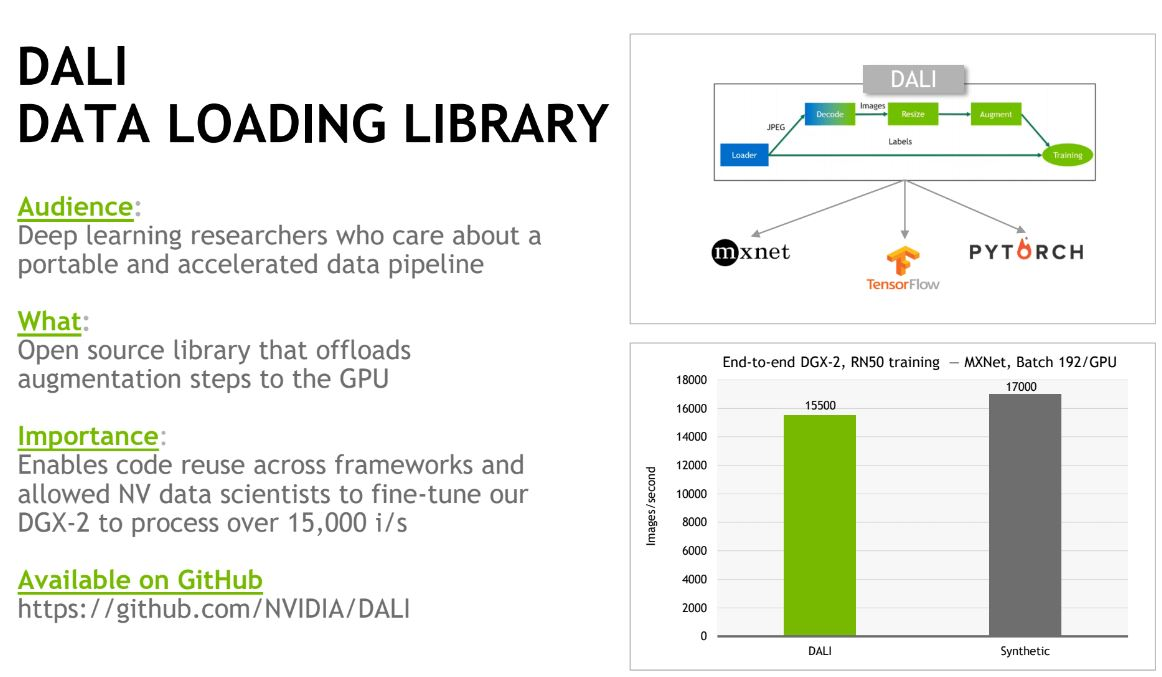 DALI
DATA LOADING LIBRARY
Audience:
Deep learning researchers who care about a
portable and accelerated data pipeline
What:
Open source library that offloads
augmentation steps to the GPU
Importance:
Enables code reuse across frameworks and
allowed NV data scientists to fine-tune our
DGX-2 to process over 15,000 i/s
Available on GitHub
https://github.com/NVIDIA/DALI
DALI
Images
Decode
Resize
Augment
JPEG
Labels
Loader
Training
mxnet
TensorFlow
PYTORCH
End-to-end DGX-2, RN50 training — MXNet, Batch 192/GPU
18000
16000
14000
12000
10000
8000
6000
4000
2000
0
Images/second
15500
17000
DALI
Synthetic